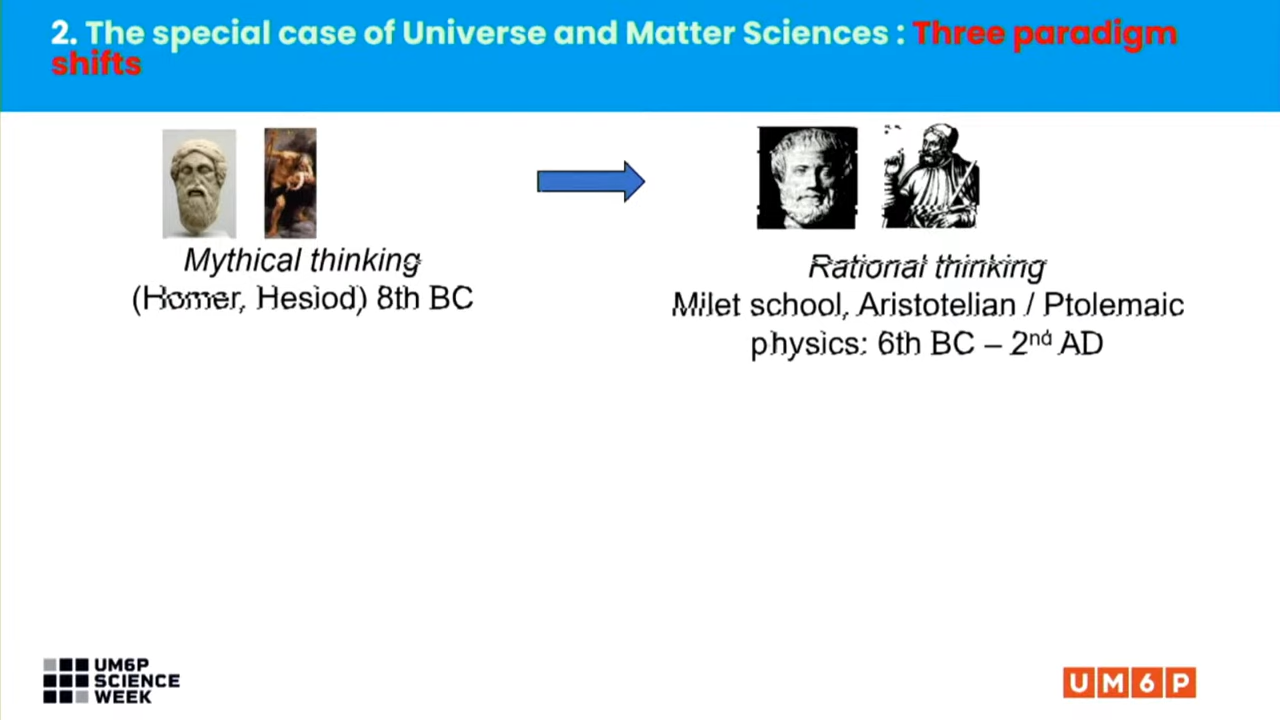 2. The special case of Universe and Matter Sciences : Three paradigm
shifts
Mythical thinking
(Homer, Hesiod) 8th BC
Rational thinking
Milet school, Aristotelian / Ptolemaic
physics: 6th BC – 2nd AD
UM6P
SCIENCE
WEEK
UM6P